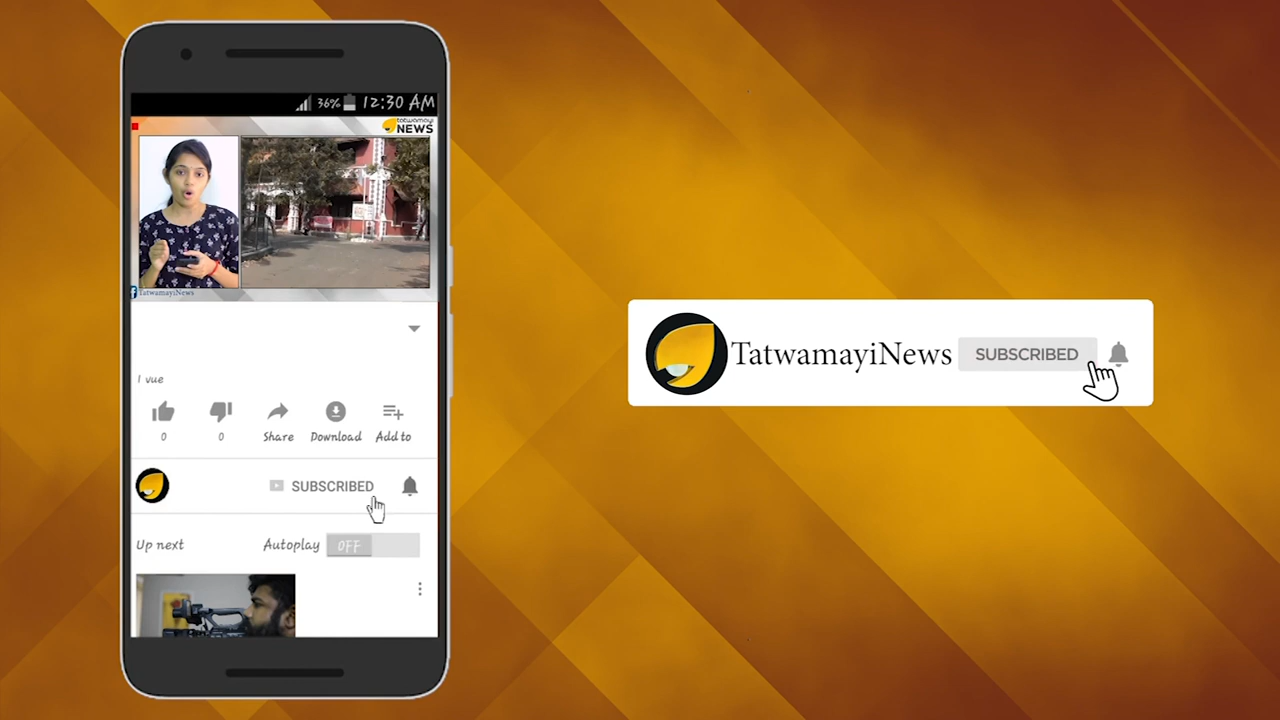 36% 12:30 AM
tatwamayi
NEWS
TatwamayiNews
1 vue
0 0 Share Download Add to
SUBSCRIBED
Up next Autoplay OFF
TatwamayiNews SUBSCRIBED